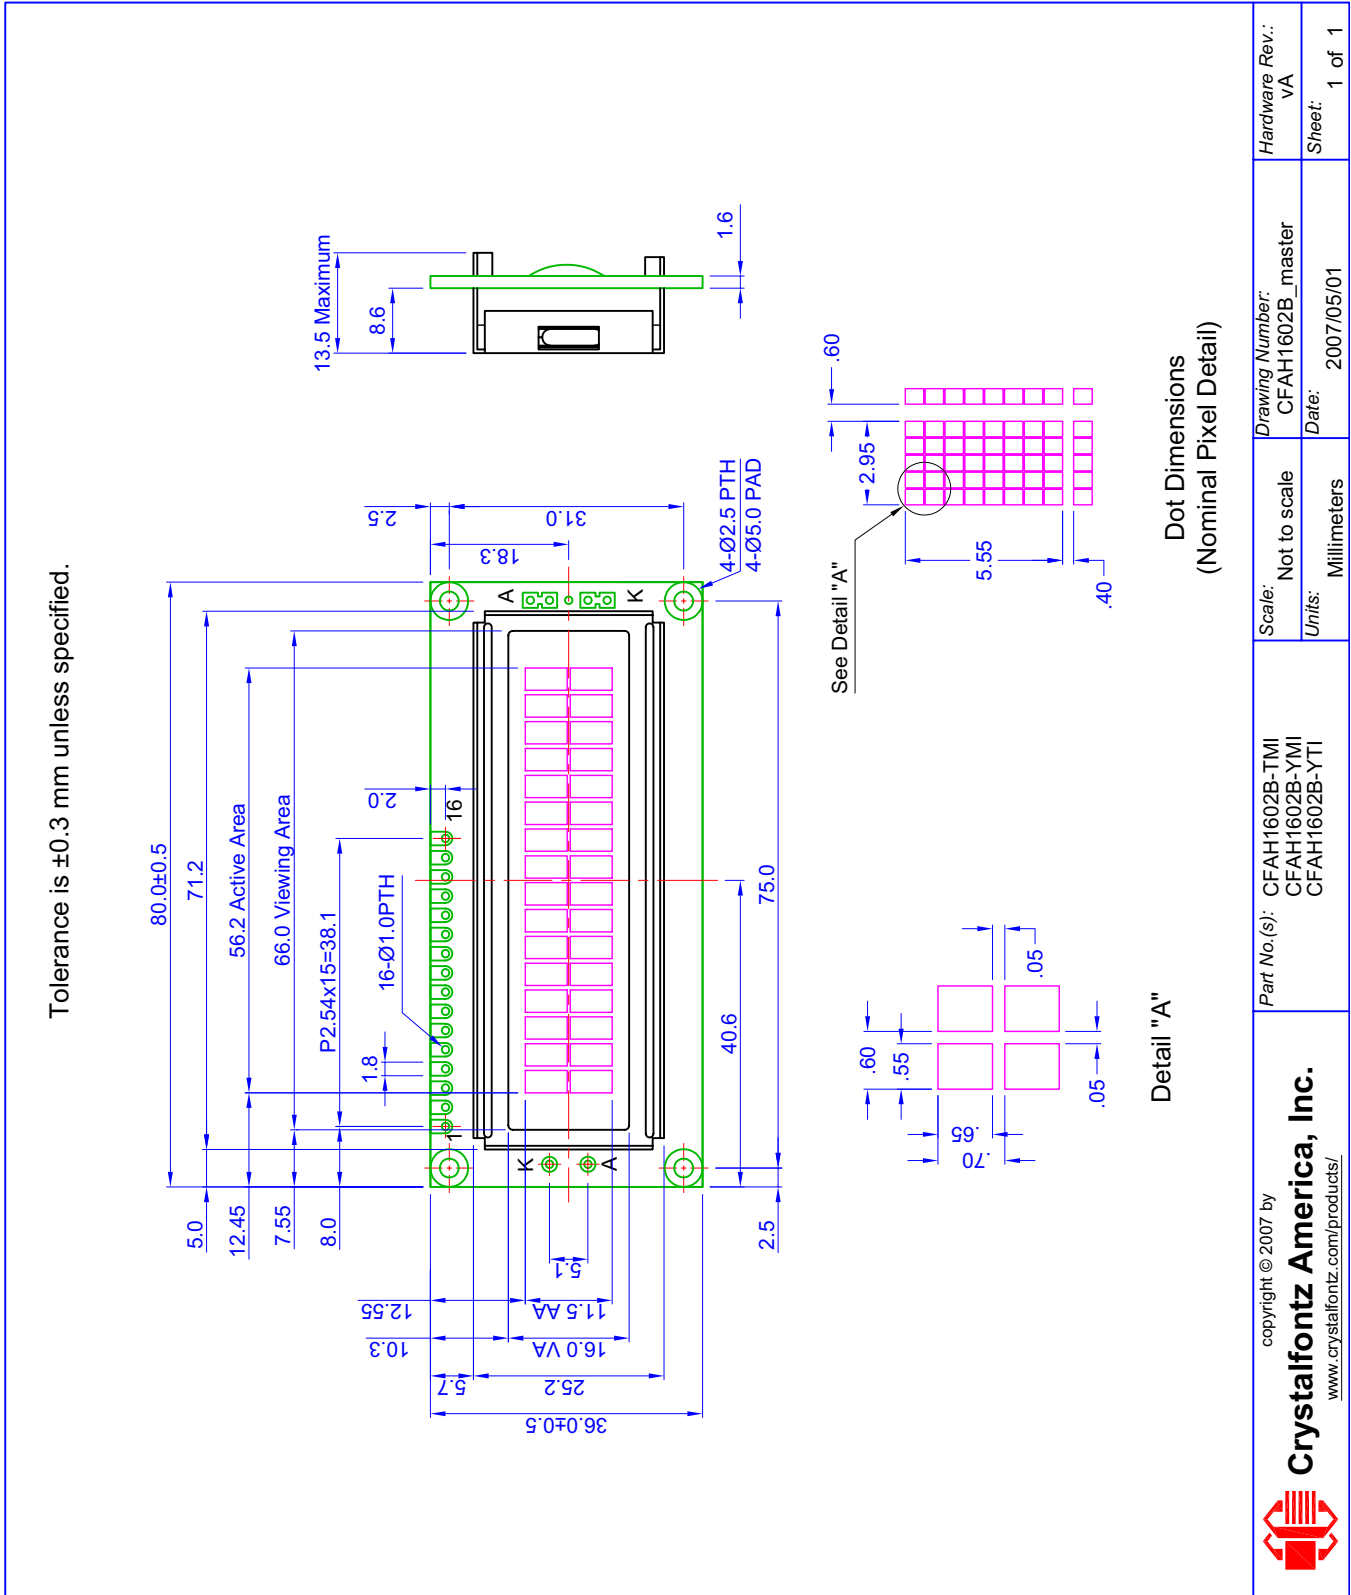 Tolerance is ±0.3 mm unless specified.
80.0±0.5
71.2
56.2 Active Area
66.0 Viewing Area
P2.54x15=38.1
16-Ø1.0PTH
1.8
2.0
5.0
12.45
7.55
8.0
1
16
K
A
A
K
12.55
10.3
5.7
5.1
11.5 AA
16.0 VA
25.2
36.0±0.5
2.5
40.6
75.0
2.5
18.3
31.0
4-Ø2.5 PTH
4-Ø5.0 PAD
13.5 Maximum
8.6
1.6
See Detail "A"
2.95
.60
5.55
.40
Dot Dimensions
(Nominal Pixel Detail)
.60
.55
.65
.70
.05
.05
Detail "A"
copyright © 2007 by
Crystalfontz America, Inc.
www.crystalfontz.com/products/
Part No.(s): CFAH1602B-TMI
CFAH1602B-YMI
CFAH1602B-YTI
Scale:
Not to scale
Units:
Millimeters
Drawing Number:
CFAH1602B_master
Date:
2007/05/01
Hardware Rev.:
vA
Sheet:
1 of 1